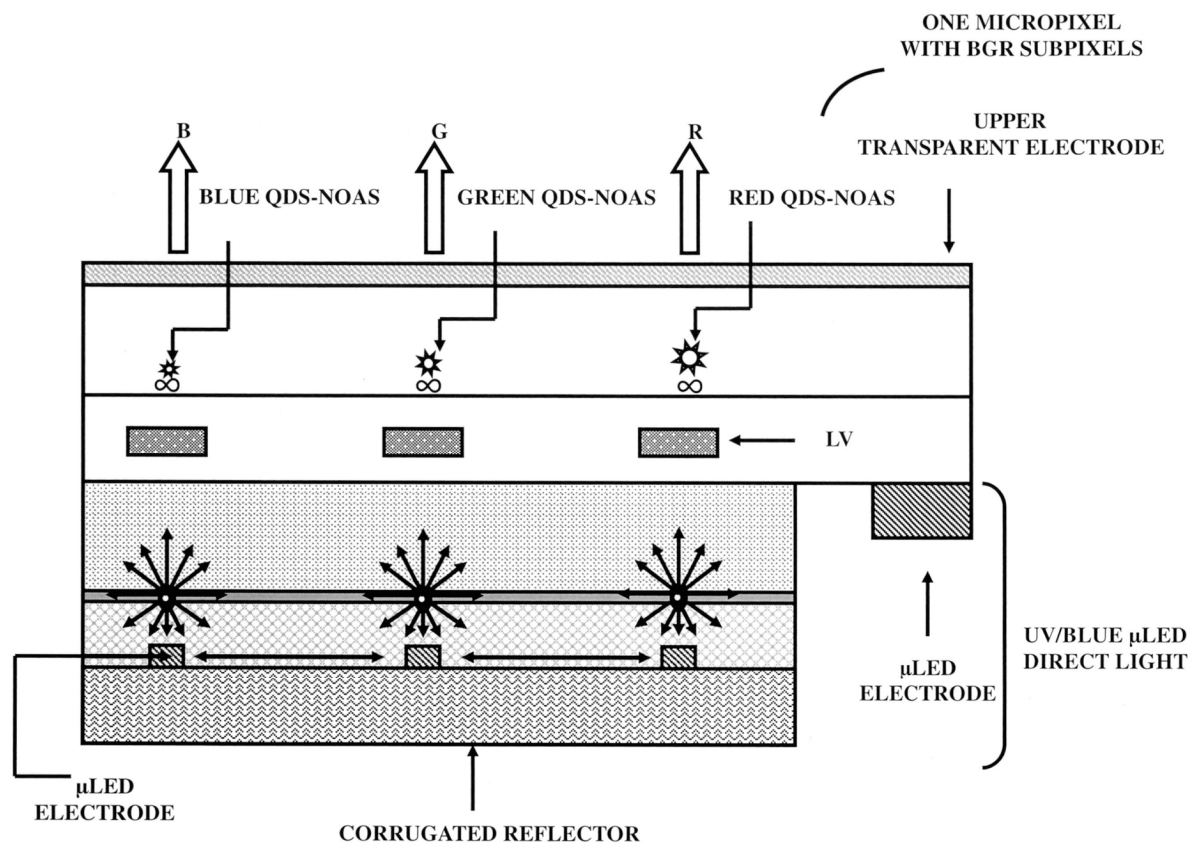 ONE MICROPIXEL
WITH BGR SUBPIXELS
UPPER
TRANSPARENT ELECTRODE
B
G
R
BLUE QDS-NOAS
GREEN QDS-NOAS
RED QDS-NOAS
∞
∞
∞
LV
UV/BLUE µLED
DIRECT LIGHT
µLED
ELECTRODE
µLED
ELECTRODE
CORRUGATED REFLECTOR